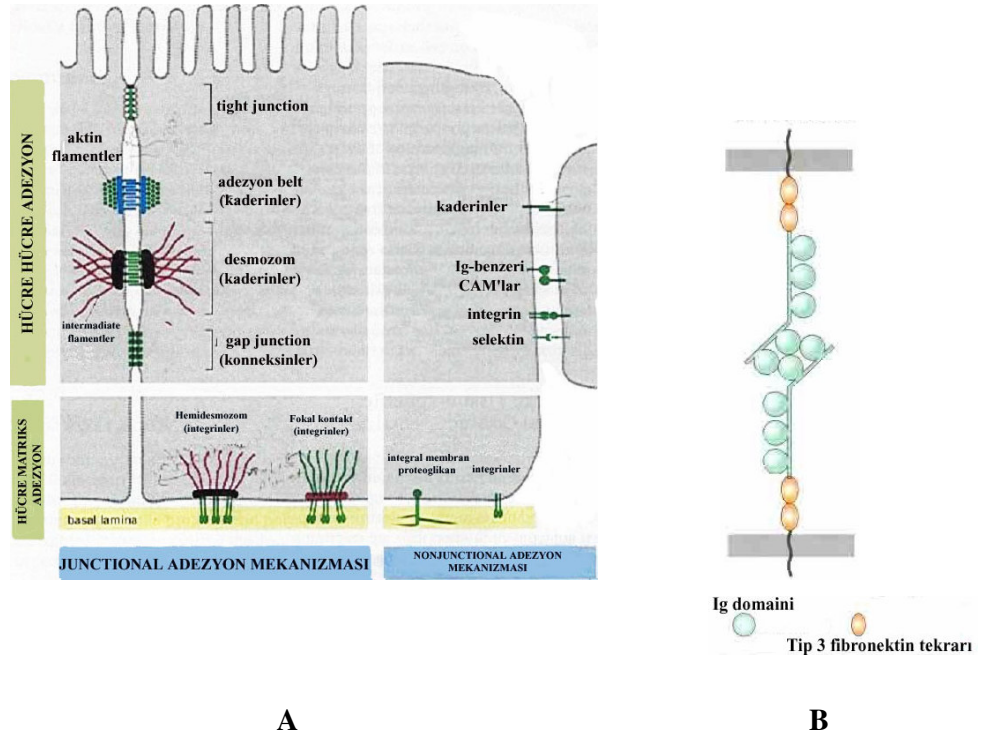 HÜCRE HÜCRE ADEZYON
tight junction
aktin
flamentler
adezyon belt
(kaderinler)
desmozom
(kaderinler)
intermadiate
flamentler
gap junction
(konneksinler)
kaderinler
Ig-benzeri
CAM'lar
integrin
selektin
HÜCRE MATRİKS
ADEZYON
Hemidesmozom
(integrinler)
Fokal kontakt
(integrinler)
integral membran
proteoglikan
integrinler
basal lamina
JUNCTIONAL ADEZYON MEKANIZMASI
NONJUNCTIONAL ADEZYON
MEKANIZMASI
Ig domaini
Tip 3 fibronektin tekrarı
A
B